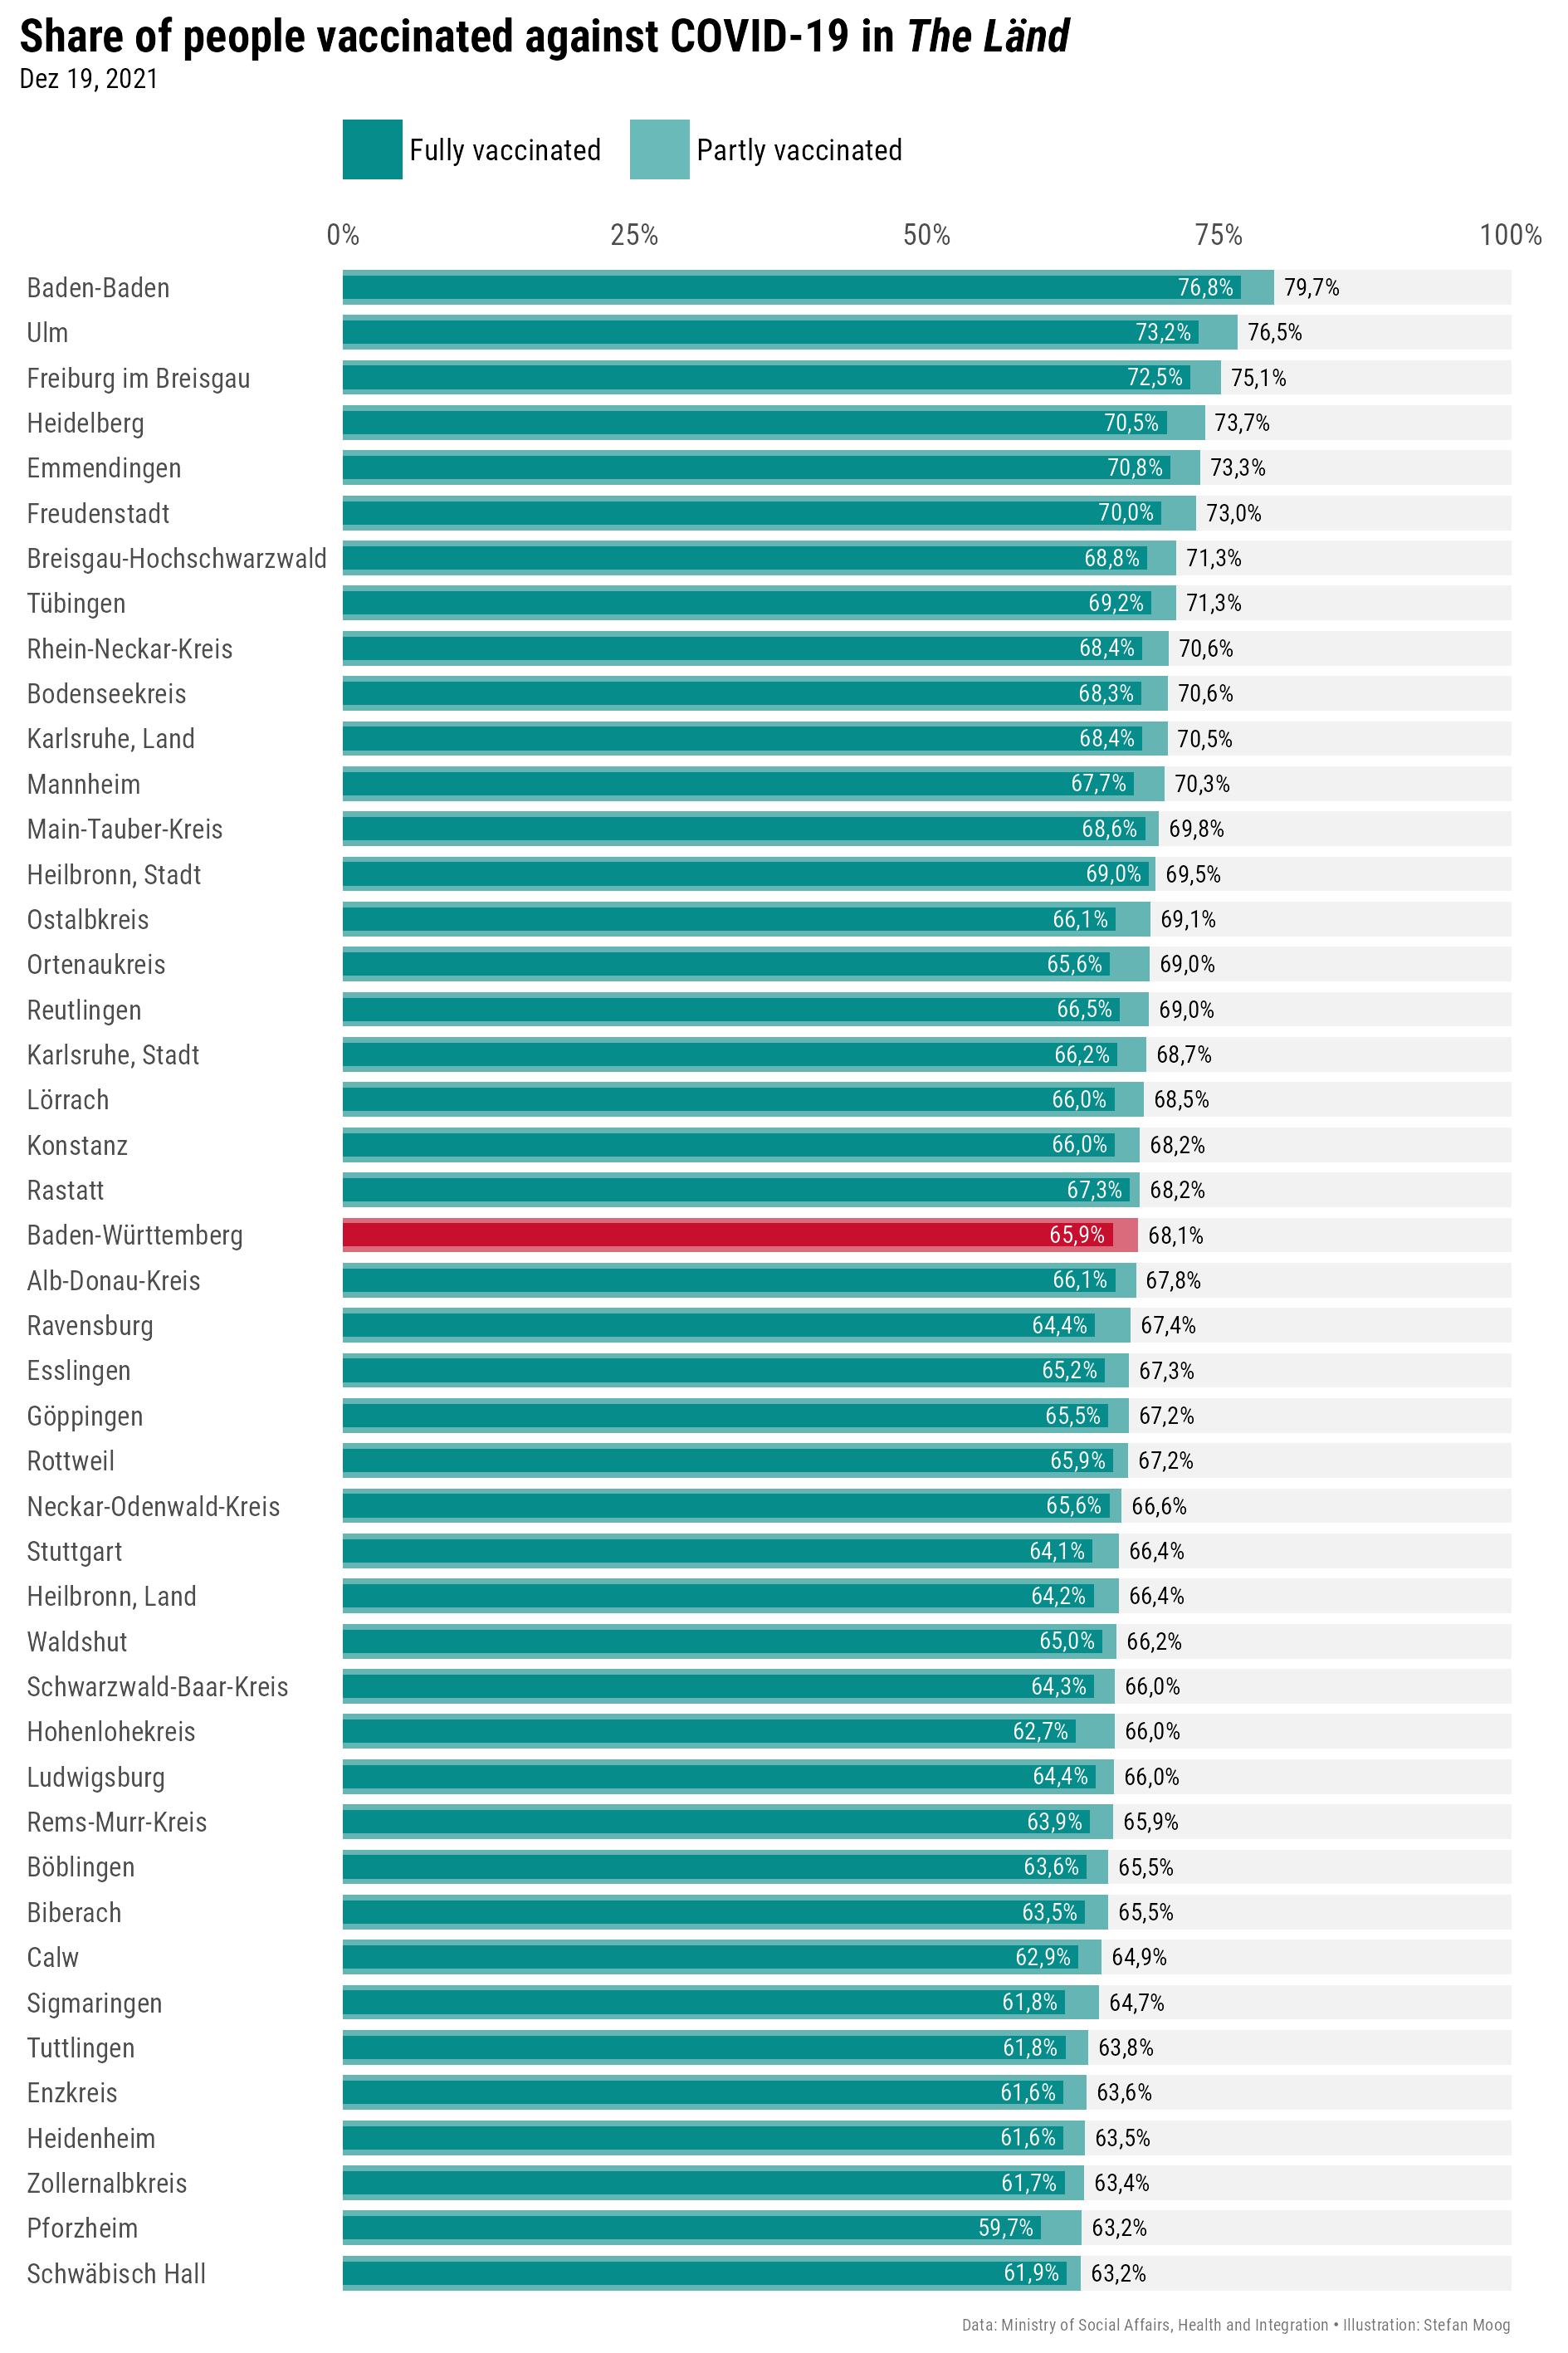 Share of people vaccinated against COVID-19 in The Länd
Dez 19, 2021
Fully vaccinated Partly vaccinated
0% 25% 50% 75% 100%
Baden-Baden 76,8% 79,7%
Ulm 73,2% 76,5%
Freiburg im Breisgau 72,5% 75,1%
Heidelberg 70,5% 73,7%
Emmendingen 70,8% 73,3%
Freudenstadt 70,0% 73,0%
Breisgau-Hochschwarzwald 68,8% 71,3%
Tübingen 69,2% 71,3%
Rhein-Neckar-Kreis 68,4% 70,6%
Bodenseekreis 68,3% 70,6%
Karlsruhe, Land 68,4% 70,5%
Mannheim 67,7% 70,3%
Main-Tauber-Kreis 68,6% 69,8%
Heilbronn, Stadt 69,0% 69,5%
Ostalbkreis 66,1% 69,1%
Ortenaukreis 65,6% 69,0%
Reutlingen 66,5% 69,0%
Karlsruhe, Stadt 66,2% 68,7%
Lörrach 66,0% 68,5%
Konstanz 66,0% 68,2%
Rastatt 67,3% 68,2%
Baden-Württemberg 65,9% 68,1%
Alb-Donau-Kreis 66,1% 67,8%
Ravensburg 64,4% 67,4%
Esslingen 65,2% 67,3%
Göppingen 65,5% 67,2%
Rottweil 65,9% 67,2%
Neckar-Odenwald-Kreis 65,6% 66,6%
Stuttgart 64,1% 66,4%
Heilbronn, Land 64,2% 66,4%
Waldshut 65,0% 66,2%
Schwarzwald-Baar-Kreis 64,3% 66,0%
Hohenlohekreis 62,7% 66,0%
Ludwigsburg 64,4% 66,0%
Rems-Murr-Kreis 63,9% 65,9%
Böblingen 63,6% 65,5%
Biberach 63,5% 65,5%
Calw 62,9% 64,9%
Sigmaringen 61,8% 64,7%
Tuttlingen 61,8% 63,8%
Enzkreis 61,6% 63,6%
Heidenheim 61,6% 63,5%
Zollernalbkreis 61,7% 63,4%
Pforzheim 59,7% 63,2%
Schwäbisch Hall 61,9% 63,2%
Data: Ministry of Social Affairs, Health and Integration • Illustration: Stefan Moog